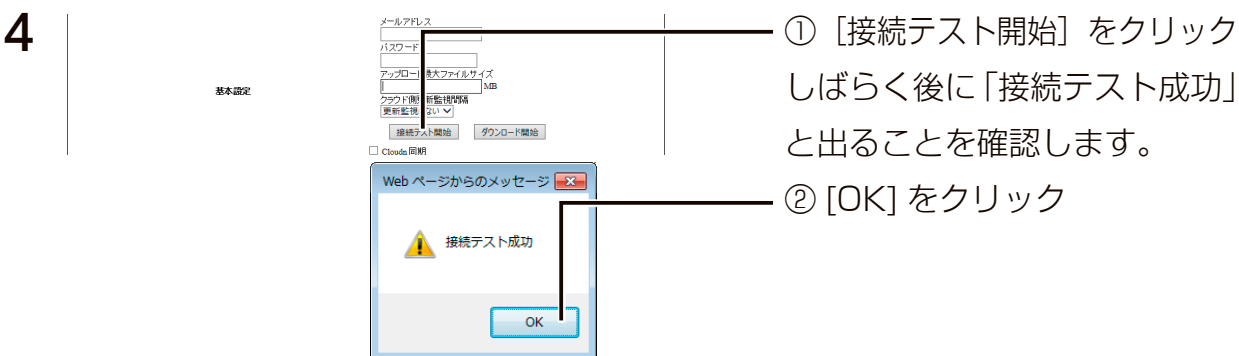 4
メールアドレス
パスワード
アップロード最大ファイルサイズ
MB
基本設定
クラウド側更新監視間隔
更新監視しない
接続テスト開始 ダウンロード開始
Cloudn 同期
Web ページからのメッセージ
接続テスト成功
OK
① [接続テスト開始] をクリック
しばらく後に「接続テスト成功」
と出ることを確認します。
② [OK] をクリック